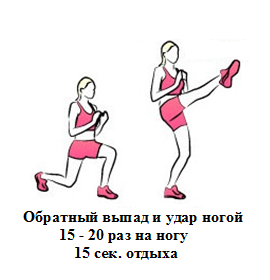 Обратный выпад и удар ногой
15 - 20 раз на ногу
15 сек. отдыха